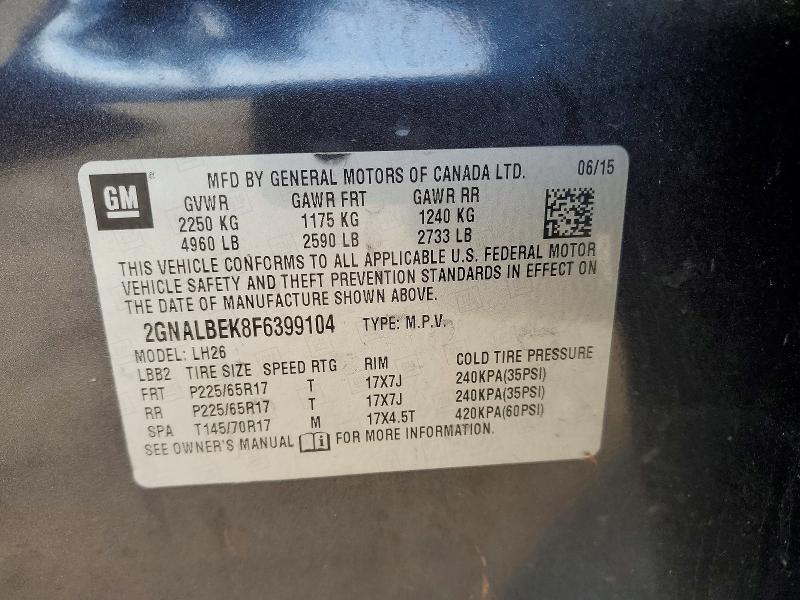 GM
MFD BY GENERAL MOTORS OF CANADA LTD. 06/15
GVWR GAWR FRT GAWR RR
2250 KG 1175 KG 1240 KG
4960 LB 2590 LB 2733 LB
THIS VEHICLE CONFORMS TO ALL APPLICABLE U.S. FEDERAL MOTOR
VEHICLE SAFETY AND THEFT PREVENTION STANDARDS IN EFFECT ON
THE DATE OF MANUFACTURE SHOWN ABOVE.
2GNALBEK8F6399104 TYPE: M.P.V.
MODEL: LH26
LBB2 TIRE SIZE SPEED RTG RIM COLD TIRE PRESSURE
FRT P225/65R17 T 17X7J 240KPA(35PSI)
RR P225/65R17 T 17X7J 240KPA(35PSI)
SPA T145/70R17 M 17X4.5T 420KPA(60PSI)
SEE OWNER'S MANUAL FOR MORE INFORMATION.